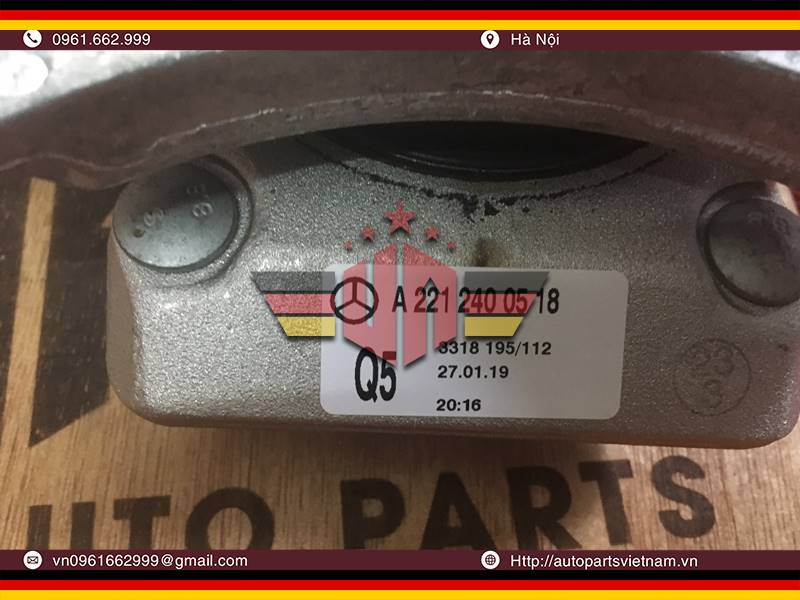 0961.662.999
Hà Nội
A 221 240 05 18
Q5
3318 195/112
27.01.19
20:16
UTO PARTS
vn0961662999@gmail.com
Http://autopartsvietnam.vn